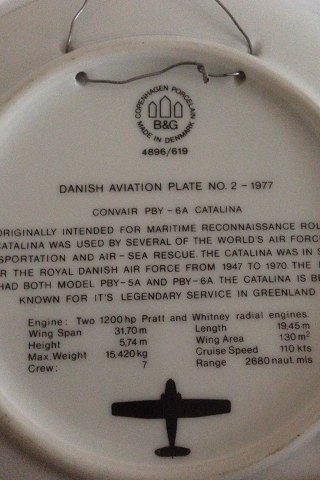 COPENHAGEN PORCELAIN
B&G
MADE IN DENMARK
4896/619
DANISH AVIATION PLATE NO. 2 - 1977
CONVAIR PBY - 6A CATALINA
ORIGINALLY INTENDED FOR MARITIME RECONNAISSANCE
CATALINA WAS USED BY SEVERAL OF THE WORLD'S AIR
AND AIR - SEA RESCUE. THE CATALINA WAS IN
THE ROYAL DANISH AIR FORCE FROM 1947 TO 1970. THE
HAD BOTH MODEL PBY-5A AND PBY-6A. THE CATALINA IS
KNOWN FOR IT'S LEGENDARY SERVICE IN GREENLAND
Engine: Two 1200 hp Pratt and Whitney radial engines.
Wing Span 31,70 m Length 19,45 m
Height 5,74 m Wing Area 130 m²
Max. Weight 15.420 kg Cruise Speed 110 kts
Crew: 7 Range 2680 naut. mls